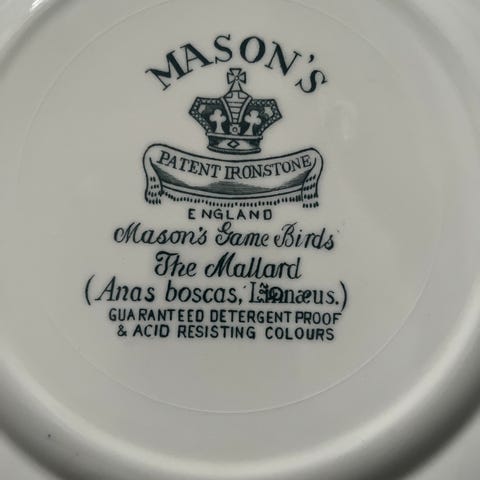 MASON'S
PATENT IRONSTONE
ENGLAND
Mason's Game Birds
The Mallard
(Anas boscas, Linnæus.)
GUARANTEED DETERGENT PROOF
& ACID RESISTING COLOURS